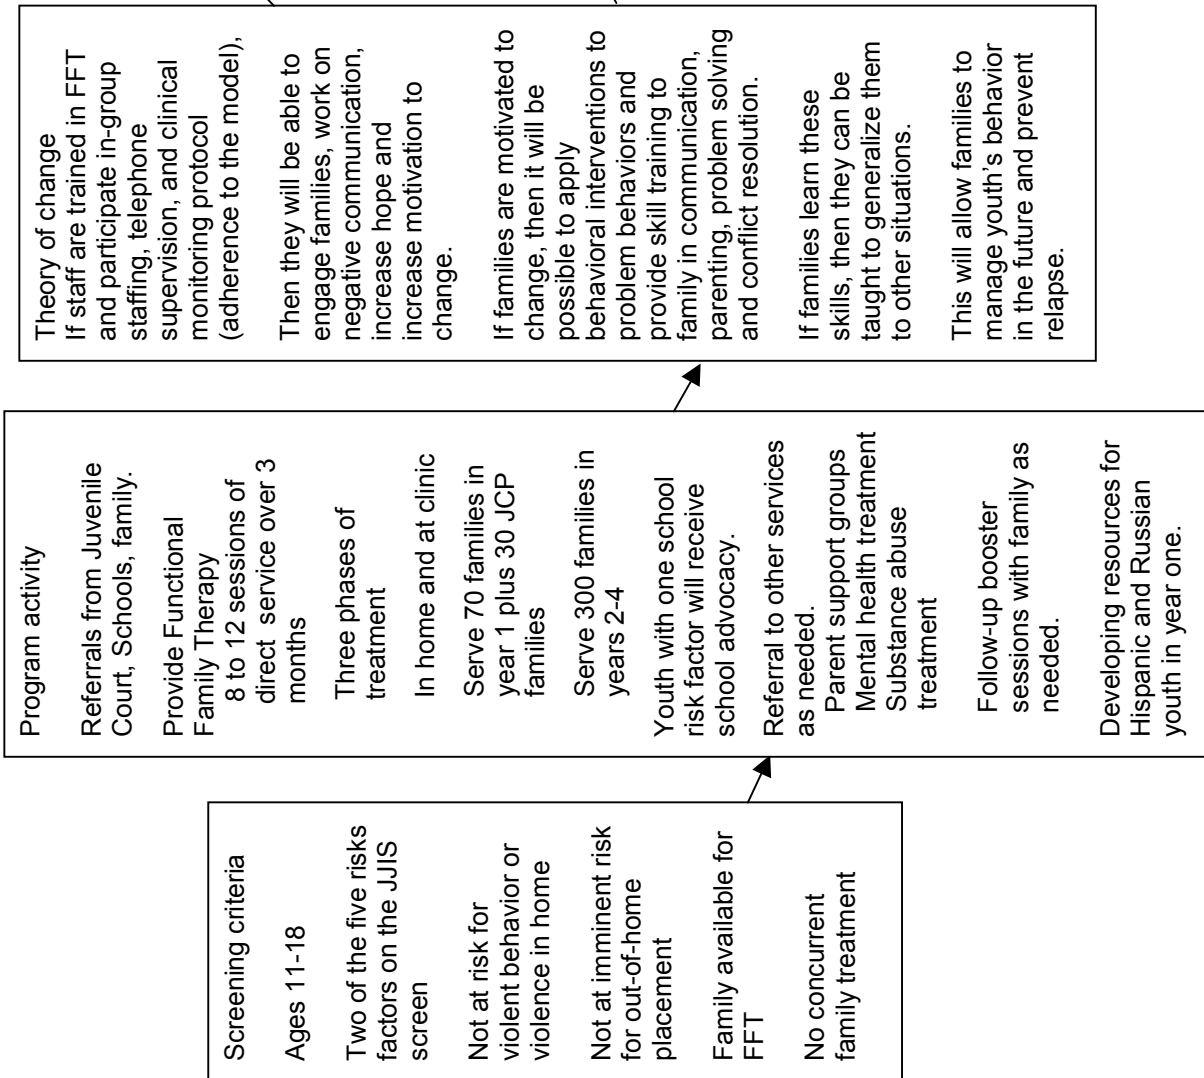 Screening criteria
Ages 11-18
Two of the five risks
factors on the JJIS
screen
Not at risk for
violent behavior or
violence in home
Not at imminent risk
for out-of-home
placement
Family available for
FFT
No concurrent
family treatment
Program activity
Referrals from Juvenile
Court, Schools, family.
Provide Functional
Family Therapy
8 to 12 sessions of
direct service over 3
months
Three phases of
treatment
In home and at clinic
Serve 70 families in
year 1 plus 30 JCP
families
Serve 300 families in
years 2-4
Youth with one school
risk factor will receive
school advocacy.
Referral to other services
as needed.
Parent support groups
Mental health treatment
Substance abuse
treatment
Follow-up booster
sessions with family as
needed.
Developing resources for
Hispanic and Russian
youth in year one.
Theory of change
If staff are trained in FFT
and participate in-group
staffing, telephone
supervision, and clinical
monitoring protocol
(adherence to the model),
Then they will be able to
engage families, work on
negative communication,
increase hope and
increase motivation to
change.
If families are motivated to
change, then it will be
possible to apply
behavioral interventions to
problem behaviors and
provide skill training to
family in communication,
parenting, problem solving
and conflict resolution.
If families learn these
skills, then they can be
taught to generalize them
to other situations.
This will allow families to
manage youth's behavior
in the future and prevent
relapse.